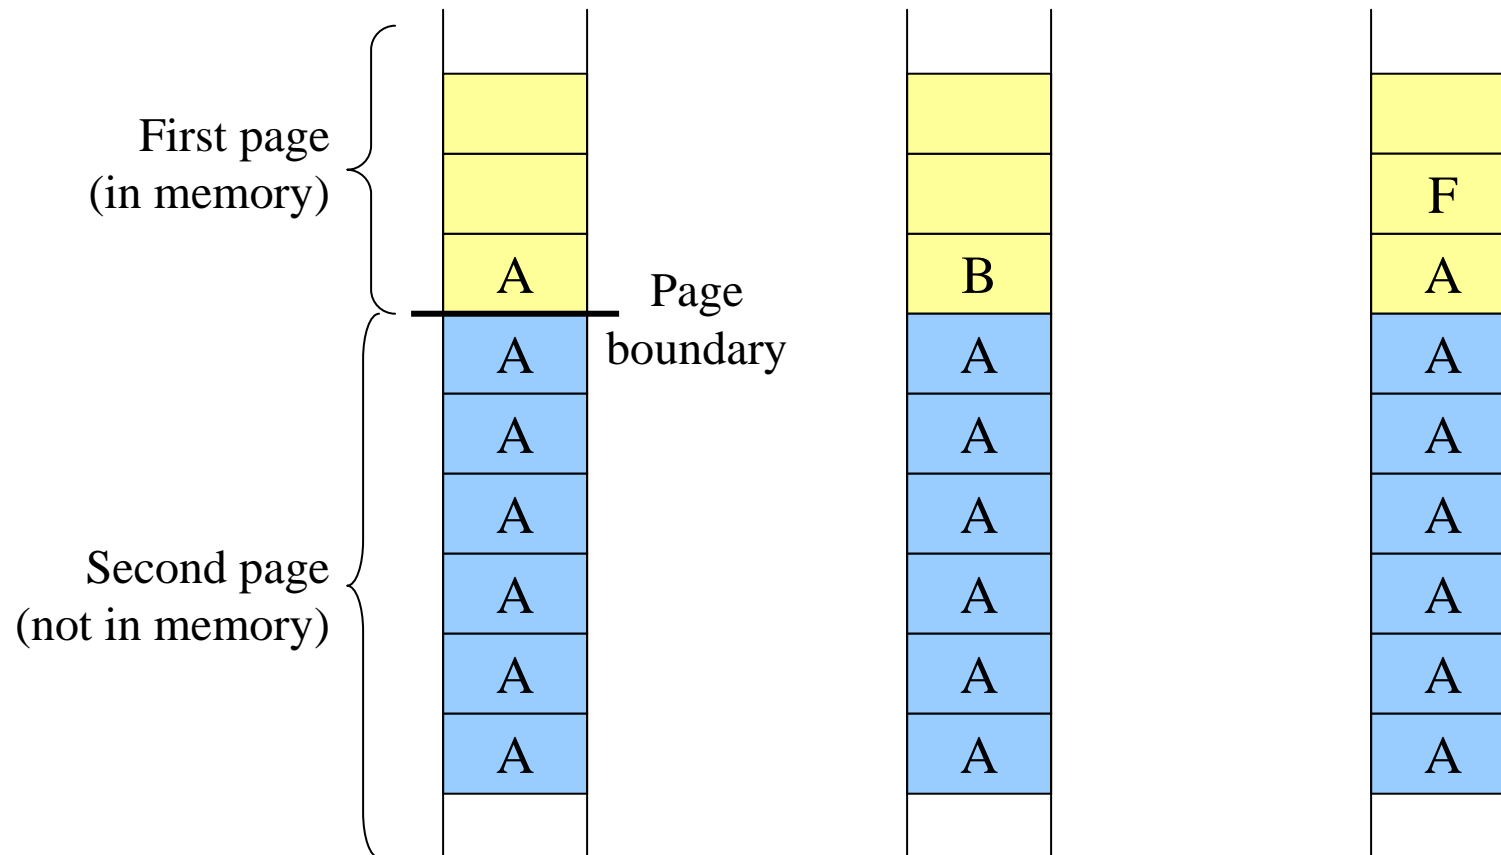 First page
(in memory)
F
A
B
A
Page
boundary
A
A
A
A
A
A
A
A
A
Second page
(not in memory)
A
A
A
A
A
A
A
A
A